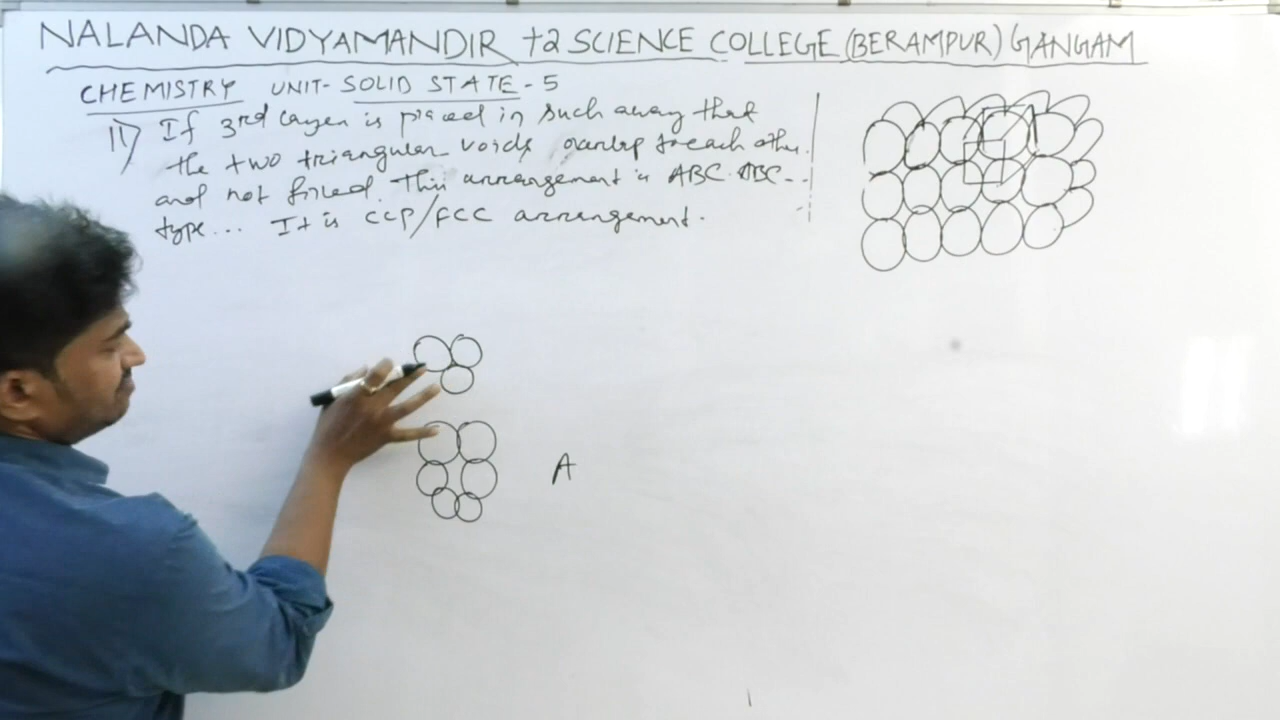 NALANDA VIDYAMANDIR +2 SCIENCE COLLEGE (BERAMPUR) GANGAM
CHEMISTRY UNIT- SOLID STATE - 5
11) If 3rd layer is placed in such away that
the two triangular voids overlap to each other.
and not filced. This arrangement is ABC ABC--
type... It is CCP/FCC arrangement.
A